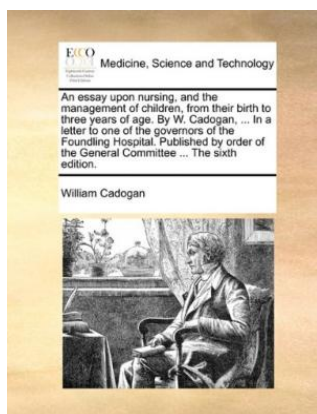 ECCO
Medicine, Science and Technology
An essay upon nursing, and the
management of children, from their birth to
three years of age. By W. Cadogan, ... In a
letter to one of the governors of the
Foundling Hospital. Published by order of
the General Committee ... The sixth
edition.
William Cadogan